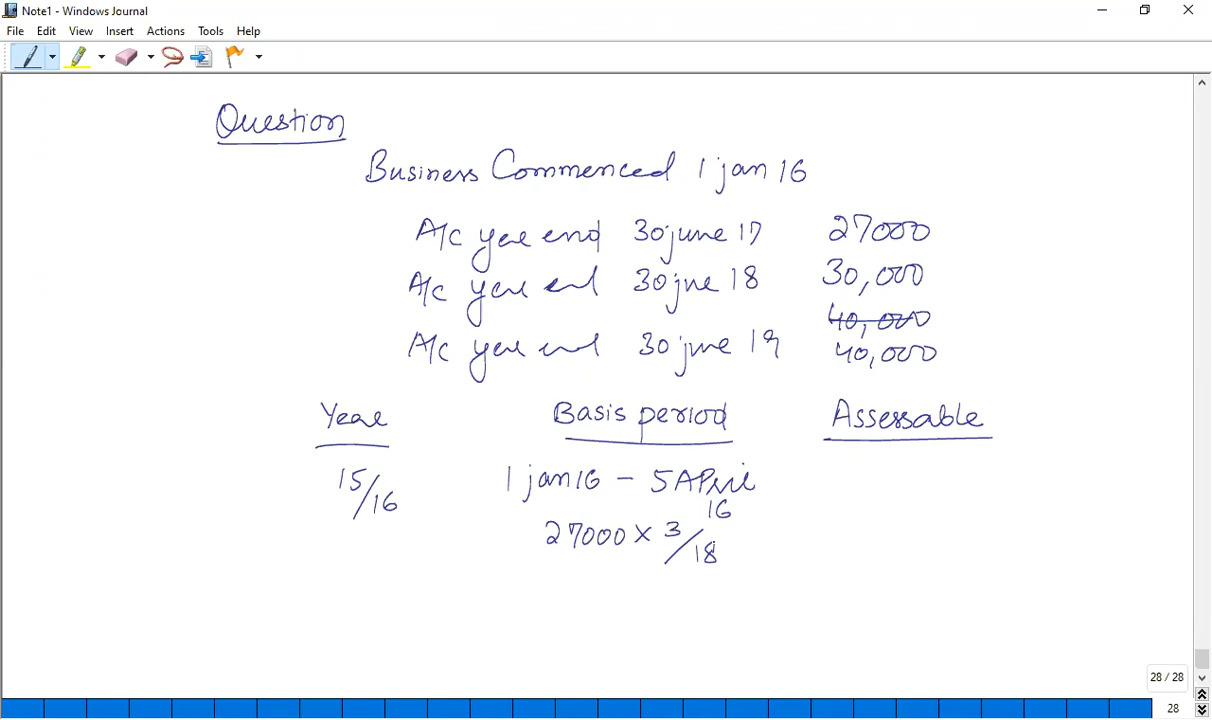 Note1 - Windows Journal
File Edit View Insert Actions Tools Help
Question
Business Commenced 1 jan 16
A/c year end 30 june 17 27000
A/c year end 30 jne 18 30,000
40,000
A/c year end 30 june 19 40,000
Year Basis period Assessable
15/16 1 jan 16 - 5 April 16
27000 × 3/18
28 / 28
28